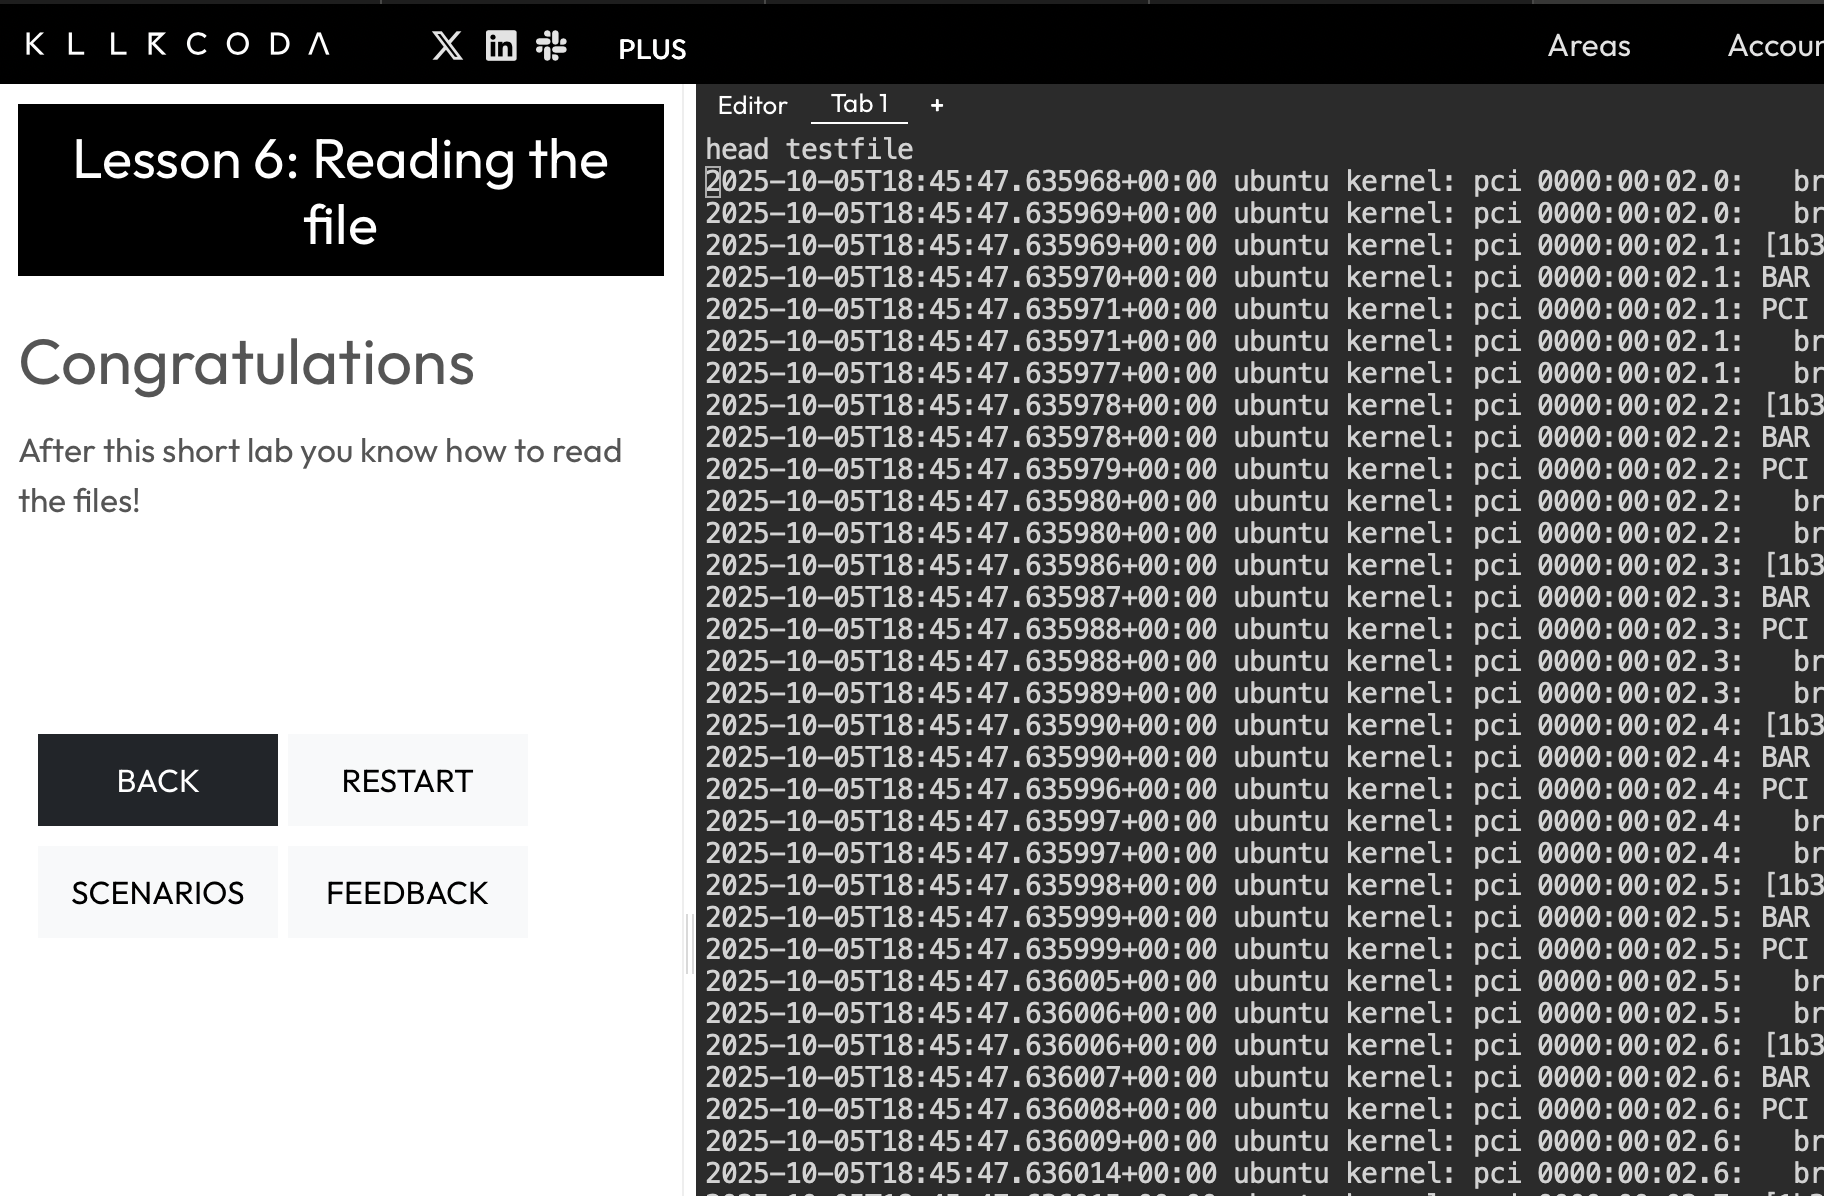 KLLRCODA PLUS Areas Accour
Lesson 6: Reading the
file
Congratulations
After this short lab you know how to read
the files!
BACK RESTART
SCENARIOS FEEDBACK
Editor Tab 1 +
head testfile
2025-10-05T18:45:47.635968+00:00 ubuntu kernel: pci 0000:00:02.0:   br
2025-10-05T18:45:47.635969+00:00 ubuntu kernel: pci 0000:00:02.0:   br
2025-10-05T18:45:47.635969+00:00 ubuntu kernel: pci 0000:00:02.1: [1b3
2025-10-05T18:45:47.635970+00:00 ubuntu kernel: pci 0000:00:02.1: BAR
2025-10-05T18:45:47.635971+00:00 ubuntu kernel: pci 0000:00:02.1: PCI
2025-10-05T18:45:47.635971+00:00 ubuntu kernel: pci 0000:00:02.1:   br
2025-10-05T18:45:47.635977+00:00 ubuntu kernel: pci 0000:00:02.1:   br
2025-10-05T18:45:47.635978+00:00 ubuntu kernel: pci 0000:00:02.2: [1b3
2025-10-05T18:45:47.635978+00:00 ubuntu kernel: pci 0000:00:02.2: BAR
2025-10-05T18:45:47.635979+00:00 ubuntu kernel: pci 0000:00:02.2: PCI
2025-10-05T18:45:47.635980+00:00 ubuntu kernel: pci 0000:00:02.2:   br
2025-10-05T18:45:47.635980+00:00 ubuntu kernel: pci 0000:00:02.2:   br
2025-10-05T18:45:47.635986+00:00 ubuntu kernel: pci 0000:00:02.3: [1b3
2025-10-05T18:45:47.635987+00:00 ubuntu kernel: pci 0000:00:02.3: BAR
2025-10-05T18:45:47.635988+00:00 ubuntu kernel: pci 0000:00:02.3: PCI
2025-10-05T18:45:47.635988+00:00 ubuntu kernel: pci 0000:00:02.3:   br
2025-10-05T18:45:47.635989+00:00 ubuntu kernel: pci 0000:00:02.3:   br
2025-10-05T18:45:47.635990+00:00 ubuntu kernel: pci 0000:00:02.4: [1b3
2025-10-05T18:45:47.635990+00:00 ubuntu kernel: pci 0000:00:02.4: BAR
2025-10-05T18:45:47.635996+00:00 ubuntu kernel: pci 0000:00:02.4: PCI
2025-10-05T18:45:47.635997+00:00 ubuntu kernel: pci 0000:00:02.4:   br
2025-10-05T18:45:47.635997+00:00 ubuntu kernel: pci 0000:00:02.4:   br
2025-10-05T18:45:47.635998+00:00 ubuntu kernel: pci 0000:00:02.5: [1b3
2025-10-05T18:45:47.635999+00:00 ubuntu kernel: pci 0000:00:02.5: BAR
2025-10-05T18:45:47.635999+00:00 ubuntu kernel: pci 0000:00:02.5: PCI
2025-10-05T18:45:47.636005+00:00 ubuntu kernel: pci 0000:00:02.5:   br
2025-10-05T18:45:47.636006+00:00 ubuntu kernel: pci 0000:00:02.5:   br
2025-10-05T18:45:47.636006+00:00 ubuntu kernel: pci 0000:00:02.6: [1b3
2025-10-05T18:45:47.636007+00:00 ubuntu kernel: pci 0000:00:02.6: BAR
2025-10-05T18:45:47.636008+00:00 ubuntu kernel: pci 0000:00:02.6: PCI
2025-10-05T18:45:47.636009+00:00 ubuntu kernel: pci 0000:00:02.6:   br
2025-10-05T18:45:47.636014+00:00 ubuntu kernel: pci 0000:00:02.6:   br